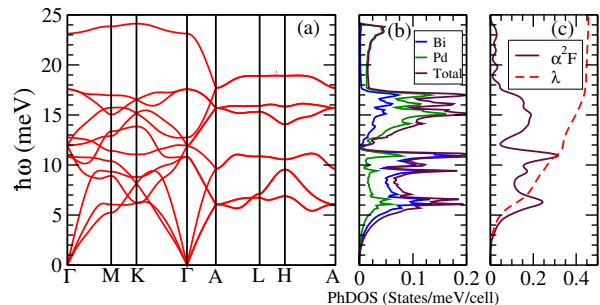 (a)
(b)
(c)
Bi
Pd
Total
α²F
λ
ħω (meV)
25
20
15
10
5
0
Γ M K Γ A L H A
0 0.1 0.2
0 0.2 0.4
PhDOS (States/meV/cell)